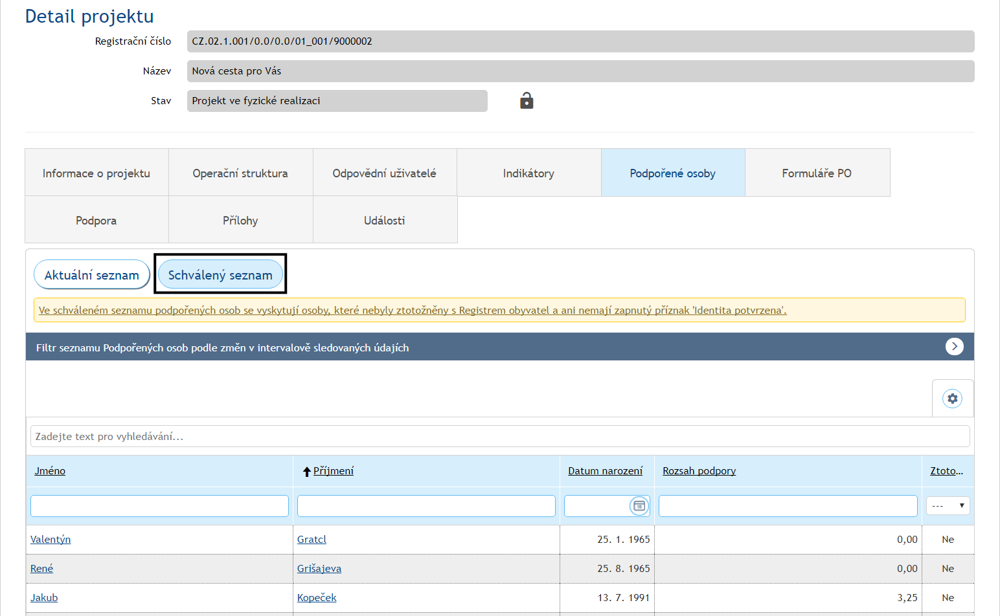 Detail projektu
Registrační číslo CZ.02.1.001/0.0/0.0/01_001/9000002
Název Nová cesta pro Vás
Stav Projekt ve fyzické realizaci
Informace o projektu Operační struktura Odpovědní uživatelé Indikátory Podpořené osoby Formuláře PO
Podpora Přílohy Události
Aktuální seznam Schválený seznam
Ve schváleném seznamu podpořených osob se vyskytují osoby, které nebyly ztotožněny s Registrem obyvatel a ani nemají zapnutý příznak 'Identita potvrzena'.
Filtr seznamu Podpořených osob podle změn v intervalově sledovaných údajích
Zadejte text pro vyhledávání...
Jméno Příjmení Datum narození Rozsah podpory Ztoto...
---
Valentýn Gratcl 25. 1. 1965 0,00 Ne
René Grišajeva 25. 8. 1965 0,00 Ne
Jakub Kopeček 13. 7. 1991 3,25 Ne